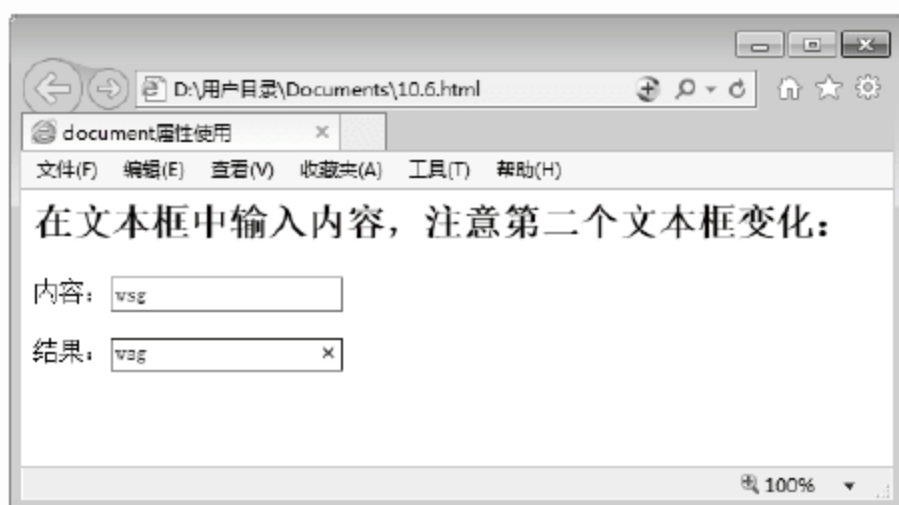 D:\用户目录\Documents\10.6.html
document属性使用
文件(F) 编辑(E) 查看(V) 收藏夹(A) 工具(T) 帮助(H)
在文本框中输入内容，注意第二个文本框变化：
内容：wsg
结果：wsg
100%